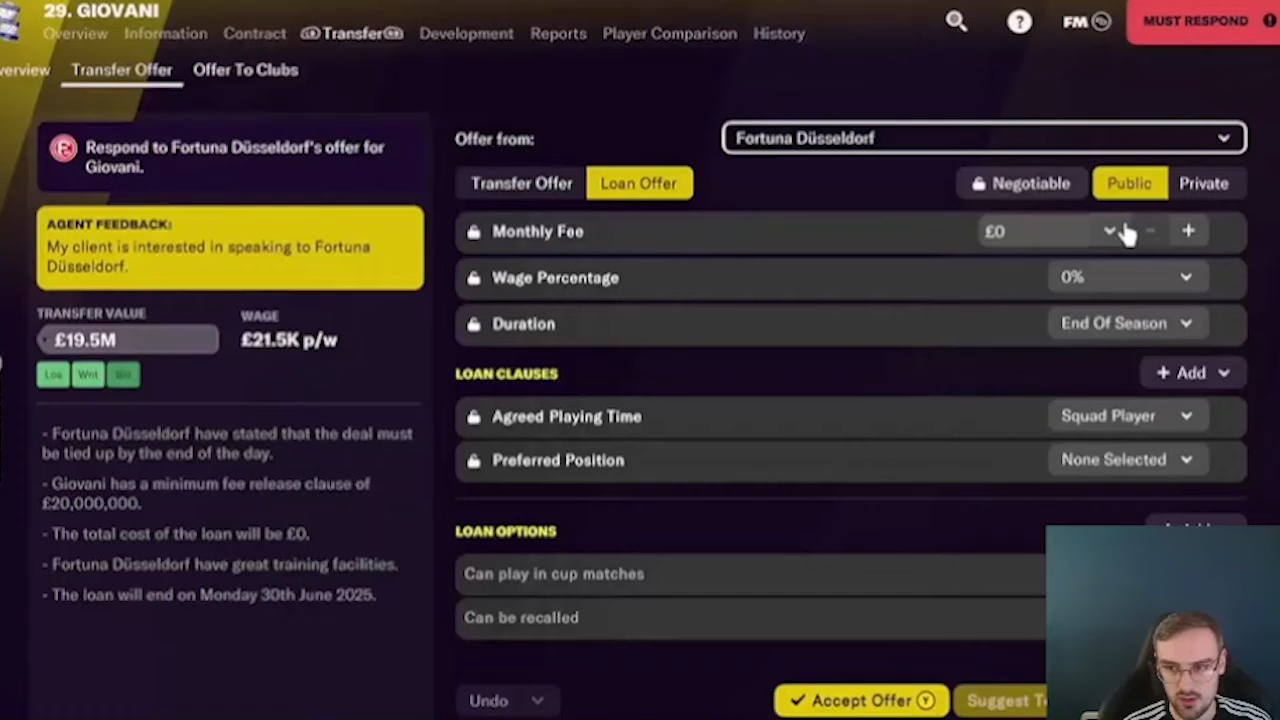 29. GIOVANI
Overview Information Contract Transfer Development Reports Player Comparison History
FM
MUST RESPOND
verview Transfer Offer Offer To Clubs
Respond to Fortuna Düsseldorf's offer for
Giovani.
AGENT FEEDBACK:
My client is interested in speaking to Fortuna
Düsseldorf.
TRANSFER VALUE
WAGE
£19.5M
£21.5K p/w
Loa Wnt
- Fortuna Düsseldorf have stated that the deal must
be tied up by the end of the day.
- Giovani has a minimum fee release clause of
£20,000,000.
- The total cost of the loan will be £0.
- Fortuna Düsseldorf have great training facilities.
- The loan will end on Monday 30th June 2025.
Offer from:
Fortuna Düsseldorf
Transfer Offer Loan Offer
Negotiable
Public Private
Monthly Fee £0 - +
Wage Percentage 0%
Duration End Of Season
LOAN CLAUSES
+ Add
Agreed Playing Time Squad Player
Preferred Position None Selected
LOAN OPTIONS
Can play in cup matches
Can be recalled
Undo
Accept Offer Y
Suggest